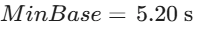 MinBase = 5.20 s